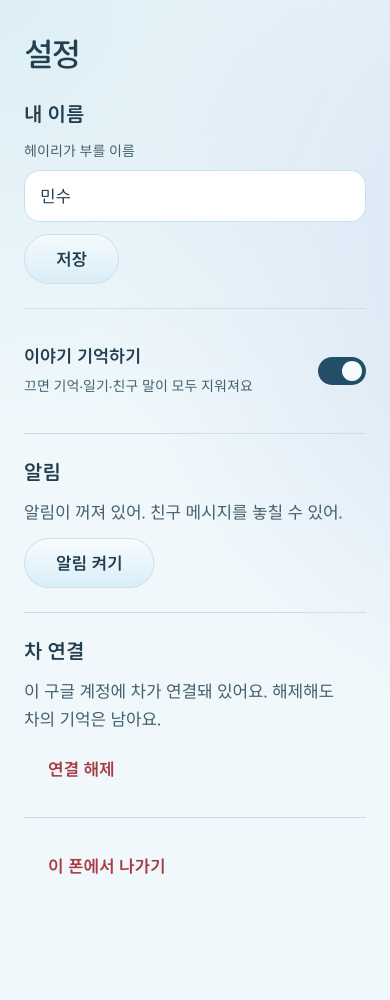 설정
내 이름
헤이리가 부를 이름
민수
저장
이야기 기억하기
끄면 기억·일기·친구 말이 모두 지워져요
알림
알림이 꺼져 있어. 친구 메시지를 놓칠 수 있어.
알림 켜기
차 연결
이 구글 계정에 차가 연결돼 있어요. 해제해도
차의 기억은 남아요.
연결 해제
이 폰에서 나가기